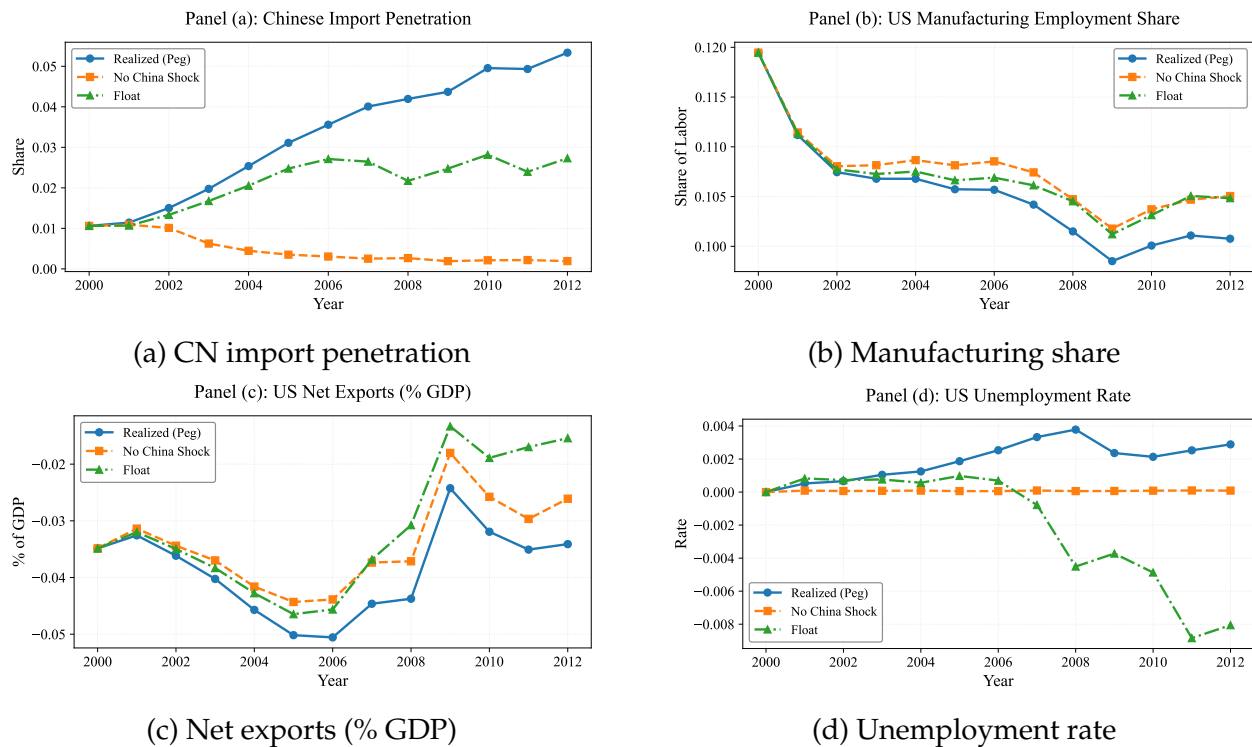 Panel (a): Chinese Import Penetration
Share
0.05
0.04
0.03
0.02
0.01
0.00
Realized (Peg)
No China Shock
Float
2000 2002 2004 2006 2008 2010 2012
Year
(a) CN import penetration
Panel (b): US Manufacturing Employment Share
Share of Labor
0.120
0.115
0.110
0.105
0.100
Realized (Peg)
No China Shock
Float
2000 2002 2004 2006 2008 2010 2012
Year
(b) Manufacturing share
Panel (c): US Net Exports (% GDP)
% of GDP
−0.02
−0.03
−0.04
−0.05
Realized (Peg)
No China Shock
Float
2000 2002 2004 2006 2008 2010 2012
Year
(c) Net exports (% GDP)
Panel (d): US Unemployment Rate
Rate
0.004
0.002
0.000
−0.002
−0.004
−0.006
−0.008
Realized (Peg)
No China Shock
Float
2000 2002 2004 2006 2008 2010 2012
Year
(d) Unemployment rate